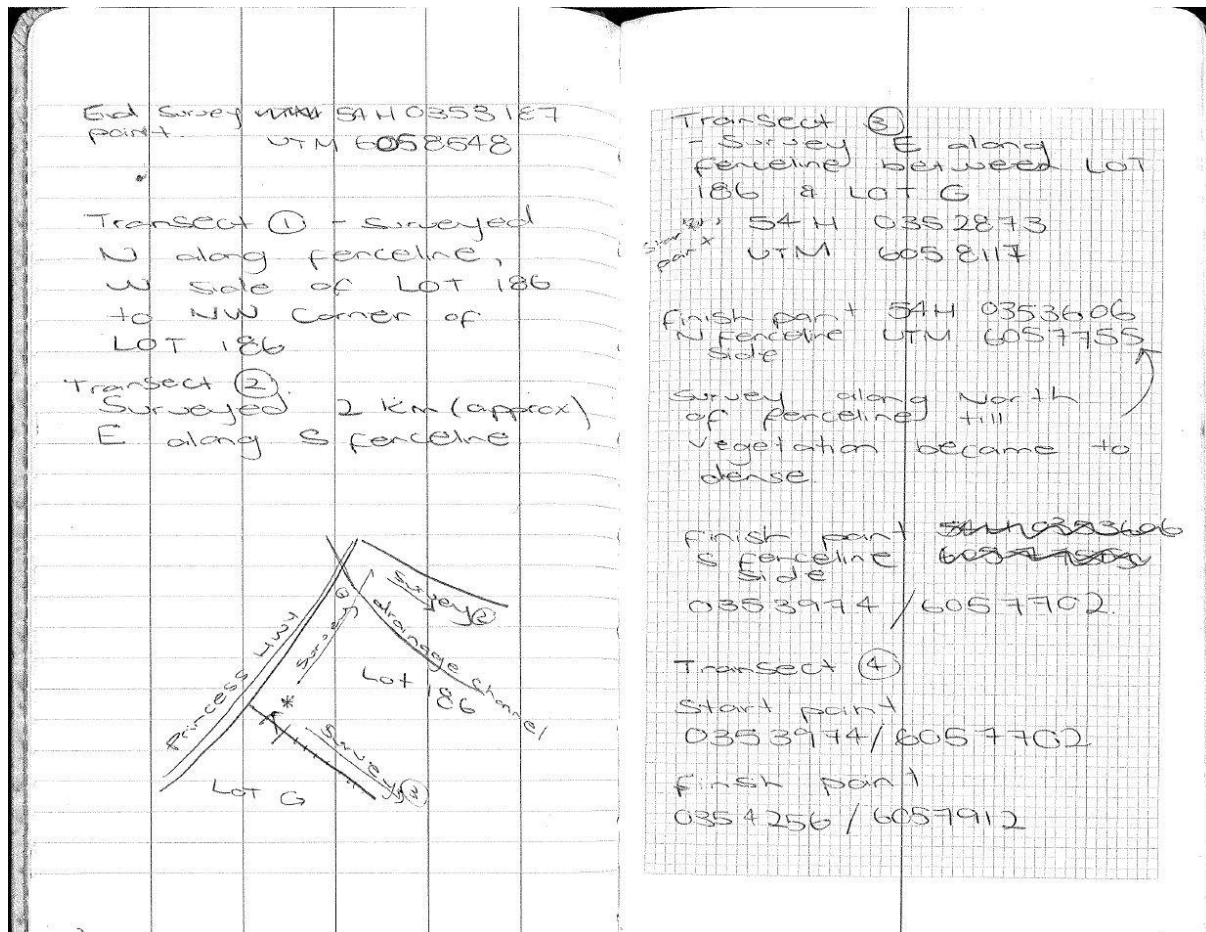 End Survey 54H 0353187
point. UTM 6058548
Transect ① - surveyed
N along fenceline,
W side of LOT 186
to NW corner of
LOT 186
Transect ②.
Surveyed 2 km (approx)
E along S fenceline
Princess HWY
Survey ①
Survey ②
drainage channel
Lot 186
*
Survey ③
LOT G
Transect ③
- Survey E along
fenceline between LOT
186 & LOT G
start point
54H 0352873
UTM 6058117
finish point 54H 0353606
N fenceline UTM 6057755
side
Survey along North
of fenceline till
vegetation became to
dense
finish point 54H 0353606
S fenceline
side
0353974 / 6057702.
Transect ④
Start point
0353974/6057702
finish point
0354256 / 6057912